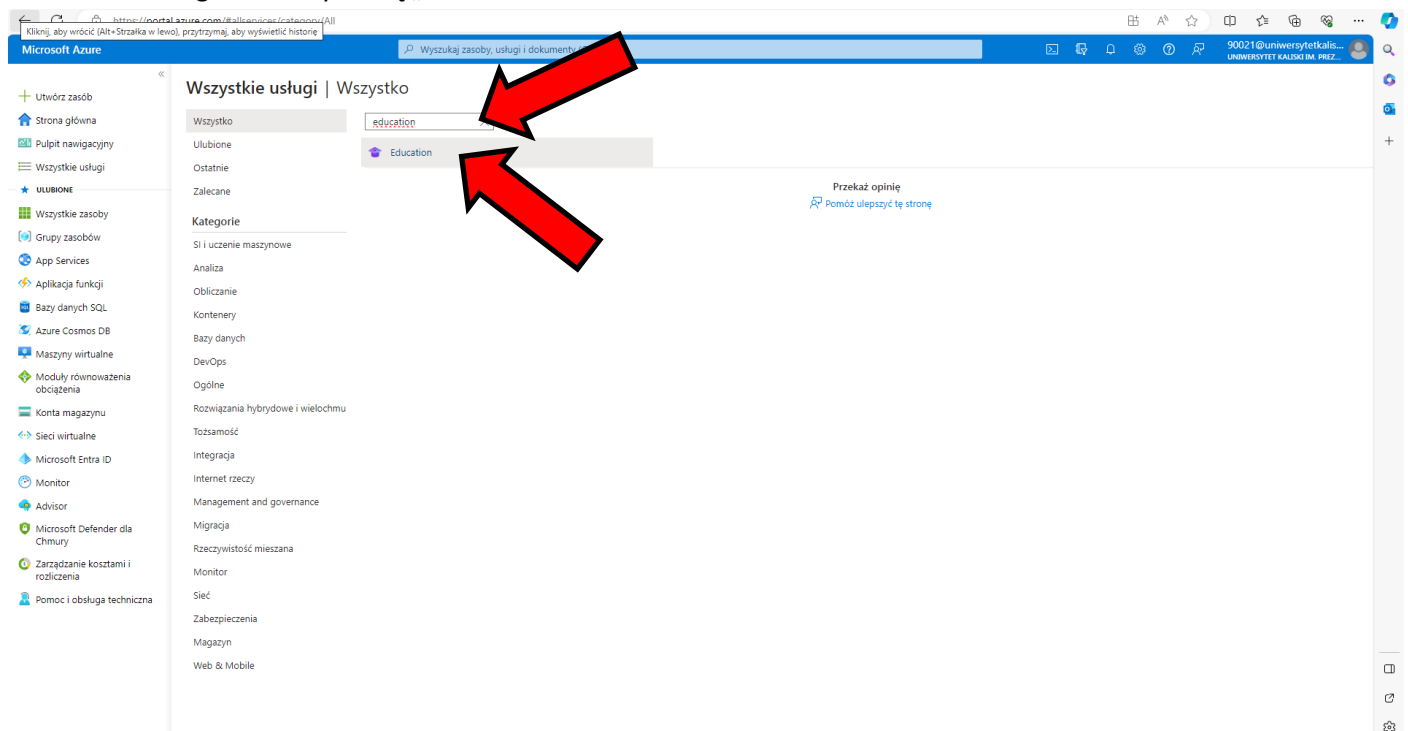 https://portal.azure.com/#allservices/category/All
Kliknij, aby wrócić (Alt+Strzałka w lewo), przytrzymaj, aby wyświetlić historię
Microsoft Azure
Wyszukaj zasoby, usługi i dokumenty
90021@uniwersytetkalis...
UNIWERSYTET KALISKI IM. PREZ...
Utwórz zasób
Strona główna
Pulpit nawigacyjny
Wszystkie usługi
ULUBIONE
Wszystkie zasoby
Grupy zasobów
App Services
Aplikacja funkcji
Bazy danych SQL
Azure Cosmos DB
Maszyny wirtualne
Moduły równoważenia
obciążenia
Konta magazynu
Sieci wirtualne
Microsoft Entra ID
Monitor
Advisor
Microsoft Defender dla
Chmury
Zarządzanie kosztami i
rozliczenia
Pomoc i obsługa techniczna
Wszystkie usługi | Wszystko
Wszystko
Ulubione
Ostatnie
Zalecane
Kategorie
SI i uczenie maszynowe
Analiza
Obliczanie
Kontenery
Bazy danych
DevOps
Ogólne
Rozwiązania hybrydowe i wielochmu
Tożsamość
Integracja
Internet rzeczy
Management and governance
Migracja
Rzeczywistość mieszana
Monitor
Sieć
Zabezpieczenia
Magazyn
Web & Mobile
education
Education
Przekaż opinię
Pomóż ulepszyć tę stronę